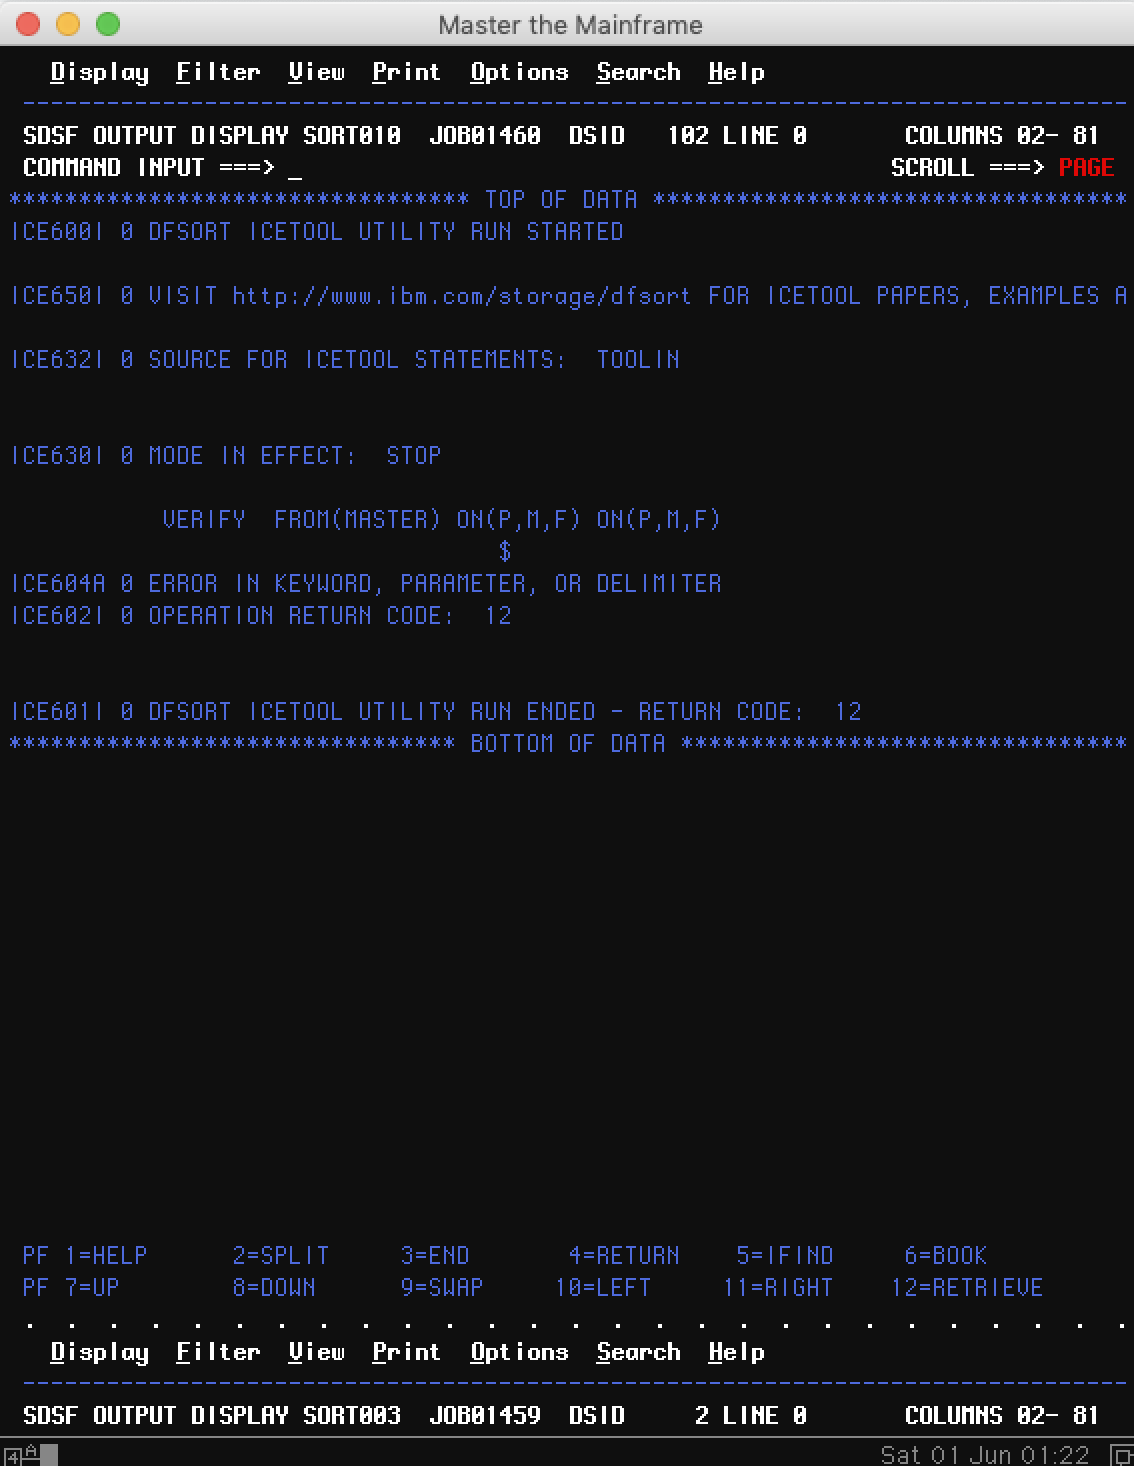 Master the Mainframe
Display Filter View Print Options Search Help
-------------------------------------------------------------------------------
SDSF OUTPUT DISPLAY SORT010 JOB01460 DSID 102 LINE 0 COLUMNS 02- 81
COMMAND INPUT ===> _ SCROLL ===> PAGE
********************************* TOP OF DATA **********************************
ICE600I 0 DFSORT ICETOOL UTILITY RUN STARTED
ICE650I 0 VISIT http://www.ibm.com/storage/dfsort FOR ICETOOL PAPERS, EXAMPLES A
ICE632I 0 SOURCE FOR ICETOOL STATEMENTS: TOOLIN
ICE630I 0 MODE IN EFFECT: STOP
VERIFY FROM(MASTER) ON(P,M,F) ON(P,M,F)
$
ICE604A 0 ERROR IN KEYWORD, PARAMETER, OR DELIMITER
ICE602I 0 OPERATION RETURN CODE: 12
ICE601I 0 DFSORT ICETOOL UTILITY RUN ENDED - RETURN CODE: 12
******************************** BOTTOM OF DATA ********************************
PF 1=HELP 2=SPLIT 3=END 4=RETURN 5=IFIND 6=BOOK
PF 7=UP 8=DOWN 9=SWAP 10=LEFT 11=RIGHT 12=RETRIEVE
. . . . . . . . . . . . . . . . . . . . . . . . . . .
Display Filter View Print Options Search Help
-------------------------------------------------------------------------------
SDSF OUTPUT DISPLAY SORT003 JOB01459 DSID 2 LINE 0 COLUMNS 02- 81
4 A Sat 01 Jun 01:22